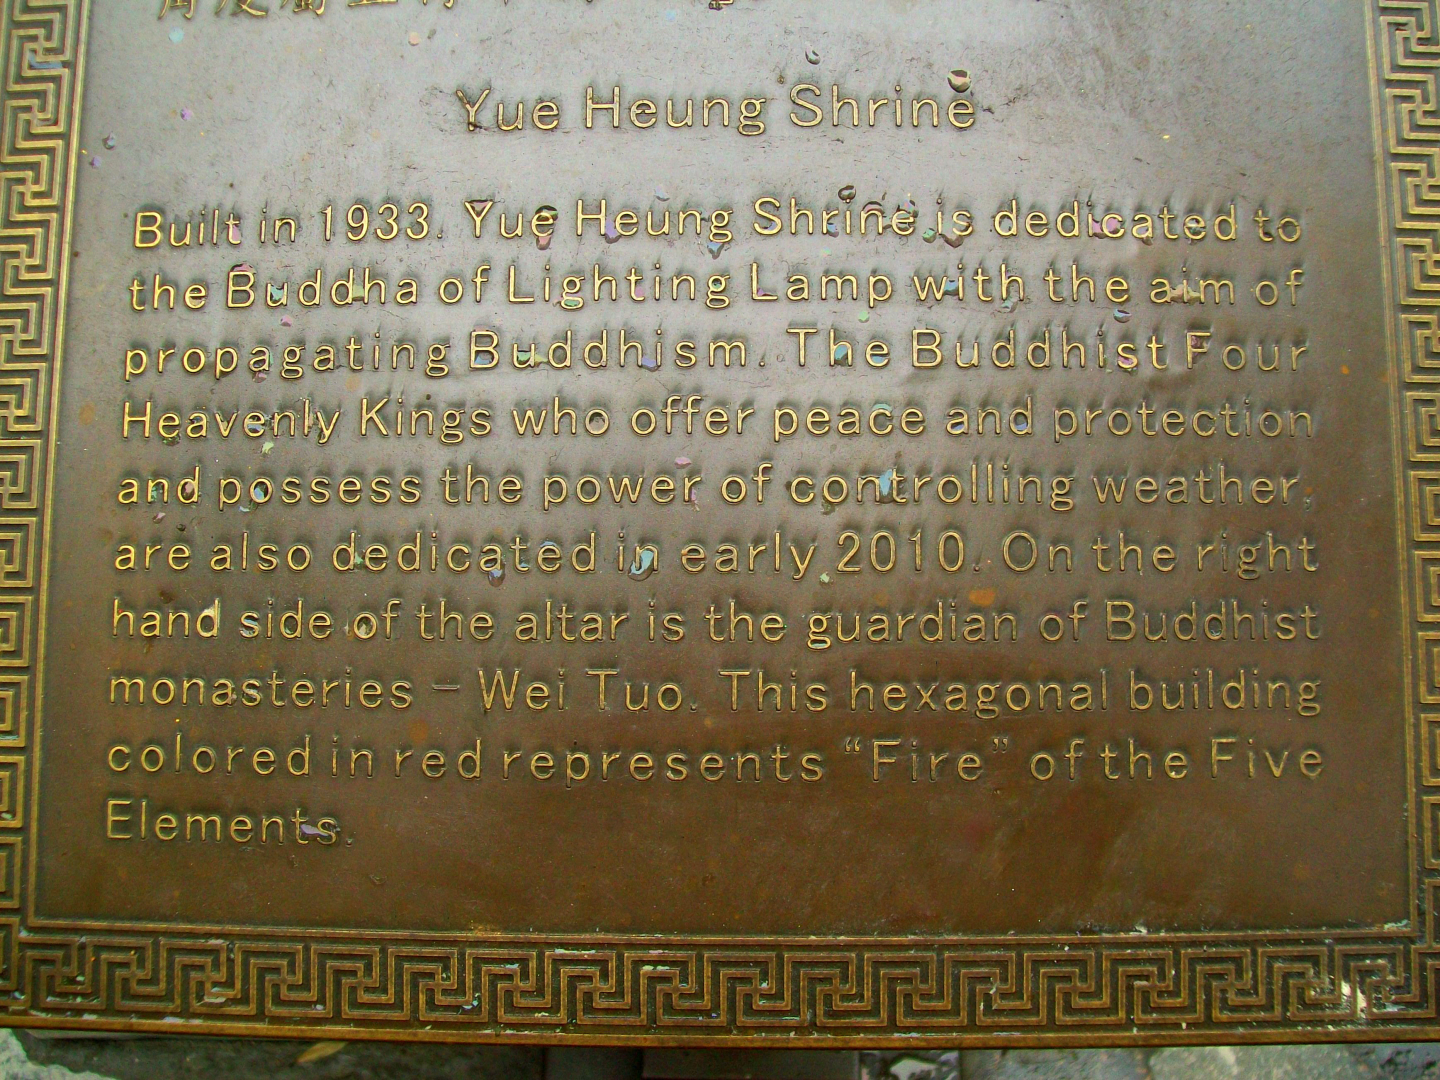 Yue Heung Shrine
Built in 1933. Yue Heung Shrine is dedicated to
the Buddha of Lighting Lamp with the aim of
propagating Buddhism. The Buddhist Four
Heavenly Kings who offer peace and protection
and possess the power of controlling weather,
are also dedicated in early 2010. On the right
hand side of the altar is the guardian of Buddhist
monasteries – Wei Tuo. This hexagonal building
colored in red represents “Fire” of the Five
Elements.